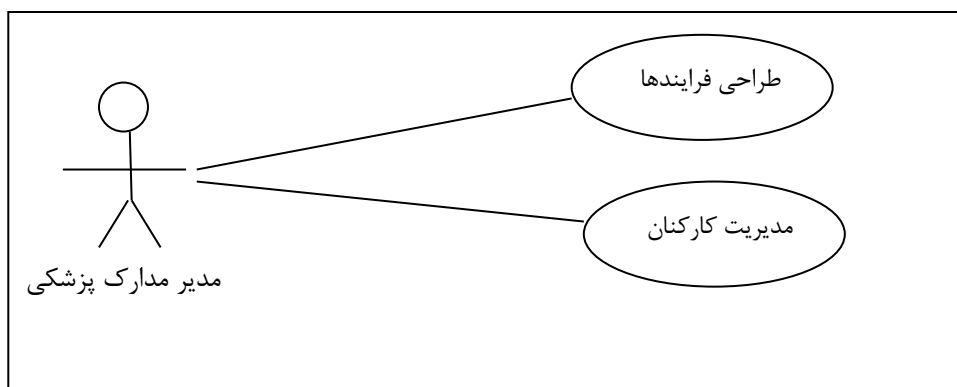 طراحی فرایندها
مدیریت کارکنان
مدیر مدارک پزشکی